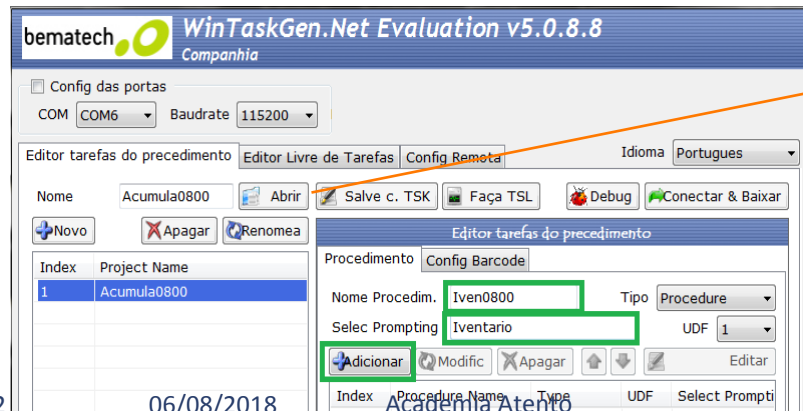 bematech
WinTaskGen.Net Evaluation v5.0.8.8
Companhia
Config das portas
COM COM6 Baudrate 115200
Editor tarefas do precedimento Editor Livre de Tarefas Config Remota Idioma Portugues
Nome Acumula0800 Abrir Salve c. TSK Faça TSL Debug Conectar & Baixar
Novo Apagar Renomea
Editor tarefas do precedimento
Index Project Name
1 Acumula0800
Procedimento Config Barcode
Nome Procedim. Iven0800 Tipo Procedure
Selec Prompting Iventario UDF 1
Adicionar Modific Apagar Editar
Index Procedure Name Type UDF Select Prompti
2 06/08/2018 Academia Atento